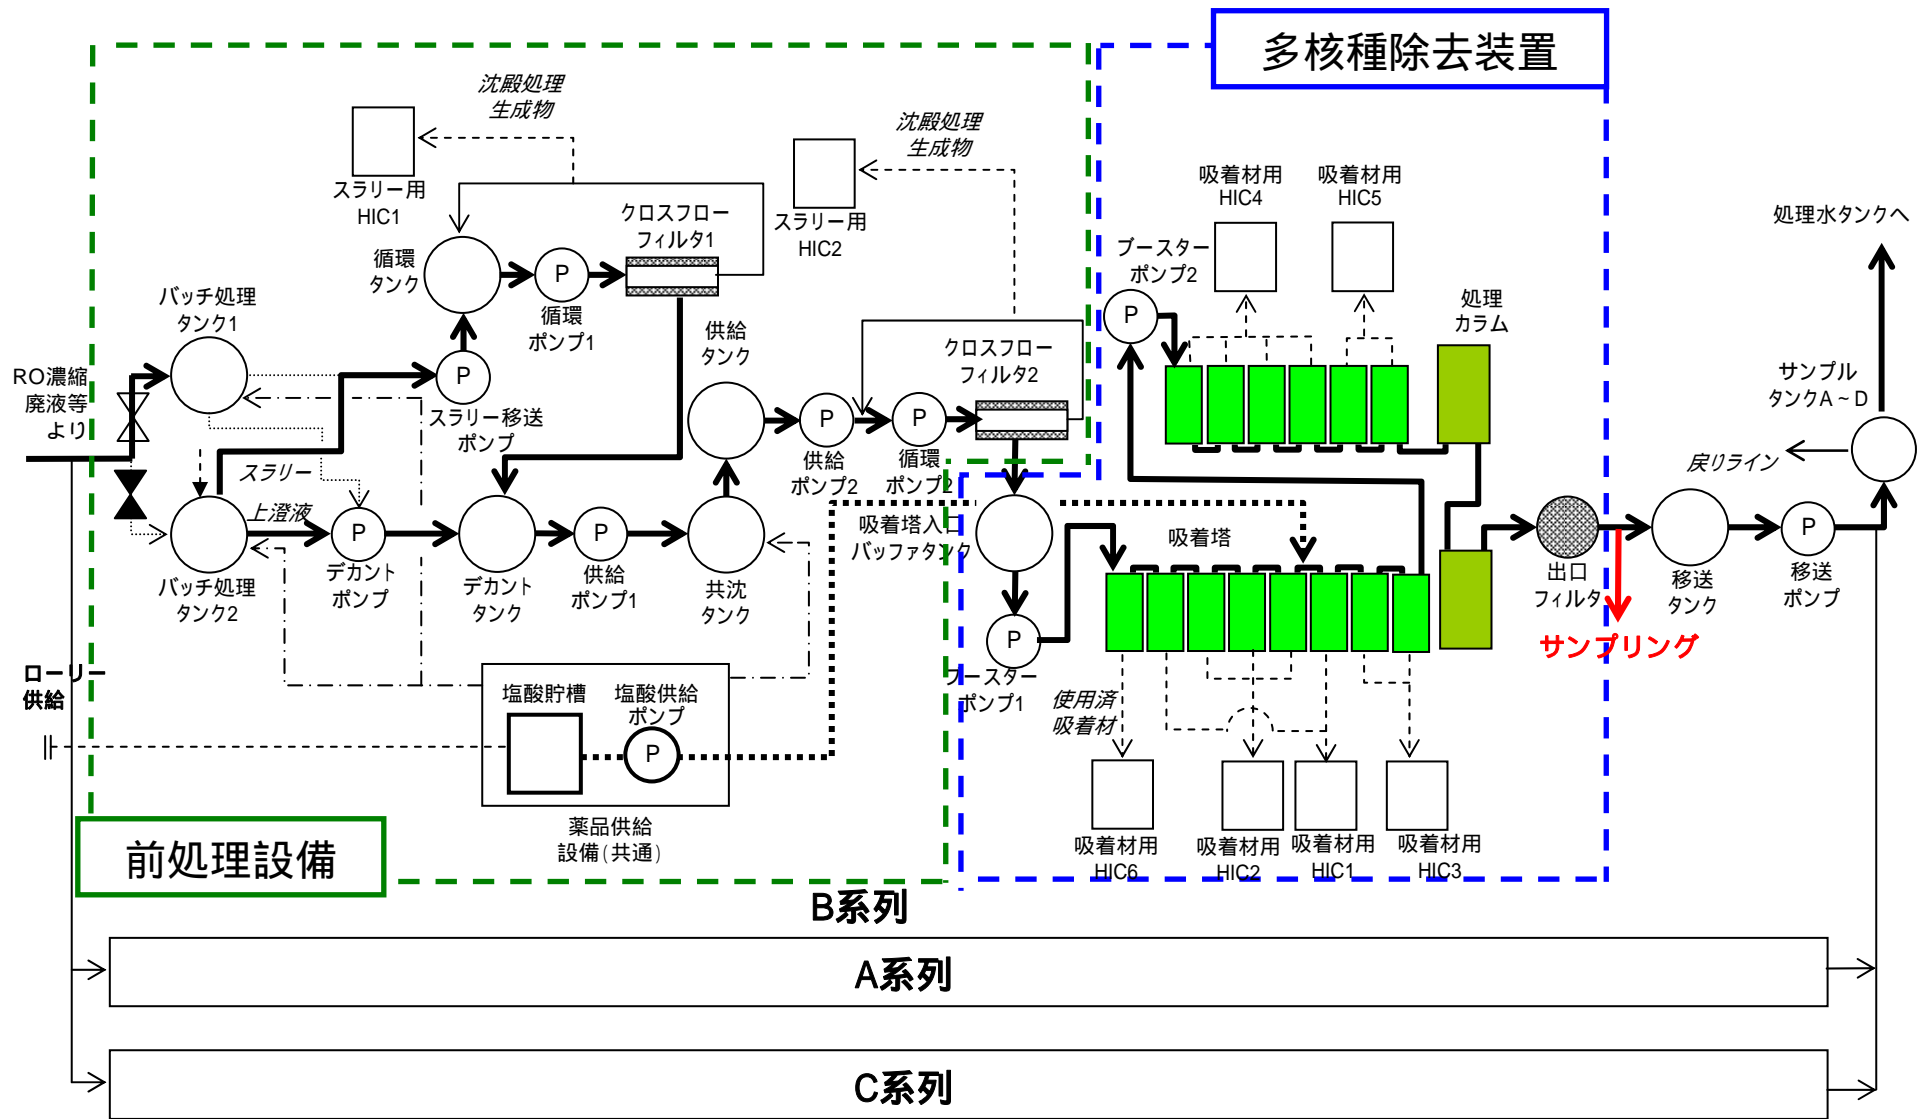 多核種除去装置
沈殿処理
生成物
沈殿処理
生成物
スラリー用
HIC1
スラリー用
HIC2
クロスフロー
フィルタ1
循環
タンク
P
循環
ポンプ1
バッチ処理
タンク1
RO濃縮
廃液等
より
P
スラリー移送
ポンプ
供給
タンク
クロスフロー
フィルタ2
P
供給
ポンプ2
P
循環
ポンプ2
スラリー
上澄液
バッチ処理
タンク2
P
デカント
ポンプ
デカント
タンク
P
供給
ポンプ1
共沈
タンク
吸着塔入口
バッファタンク
P
ブースター
ポンプ1
ブースター
ポンプ2
P
吸着材用
HIC4
吸着材用
HIC5
処理
カラム
吸着塔
使用済
吸着材
吸着材用
HIC6
吸着材用
HIC2
吸着材用
HIC1
吸着材用
HIC3
出口
フィルタ
サンプリング
移送
タンク
P
移送
ポンプ
処理水タンクへ
サンプル
タンクA~D
戻りライン
ローリー
供給
塩酸貯槽
塩酸供給
ポンプ
P
薬品供給
設備(共通)
前処理設備
B系列
A系列
C系列